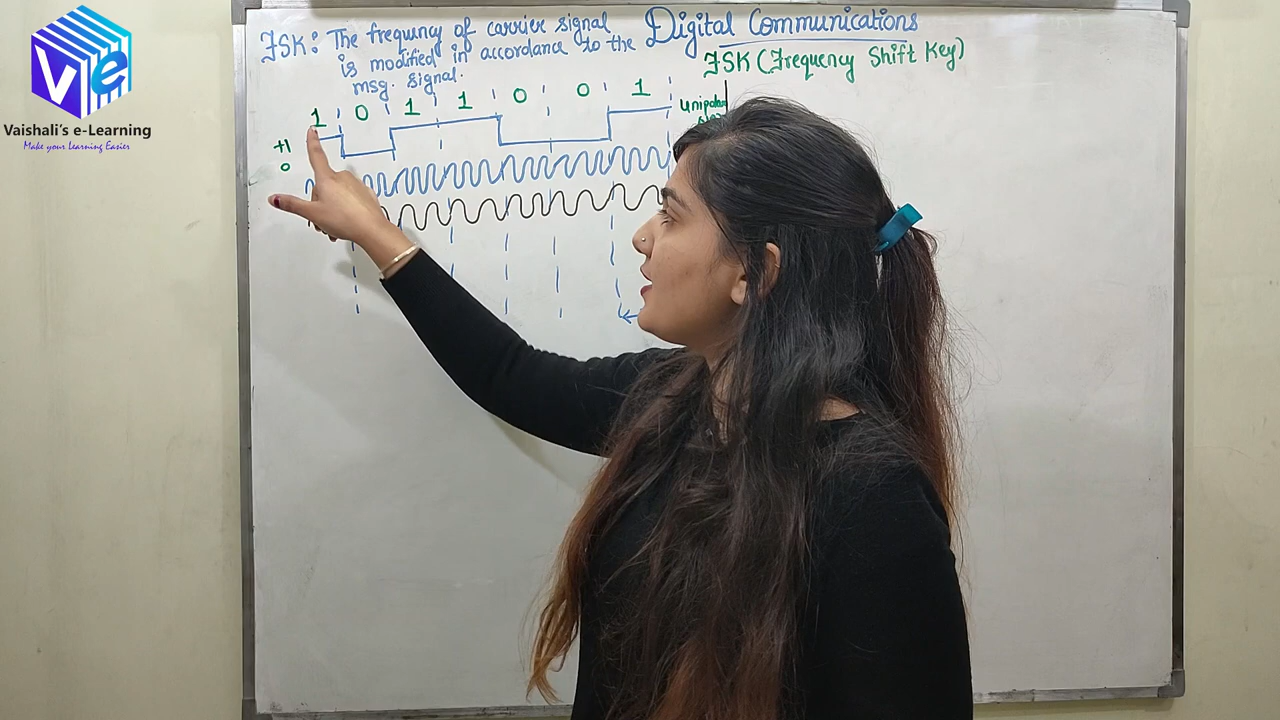 Ve
Vaishali's e-Learning
Make your Learning Easier
Digital Communications
FSK (Frequency Shift Key)
FSK: The frequency of carrier signal
is modified in accordance to the
msg. signal.
1 0 1 1 0 0 1
+1
0